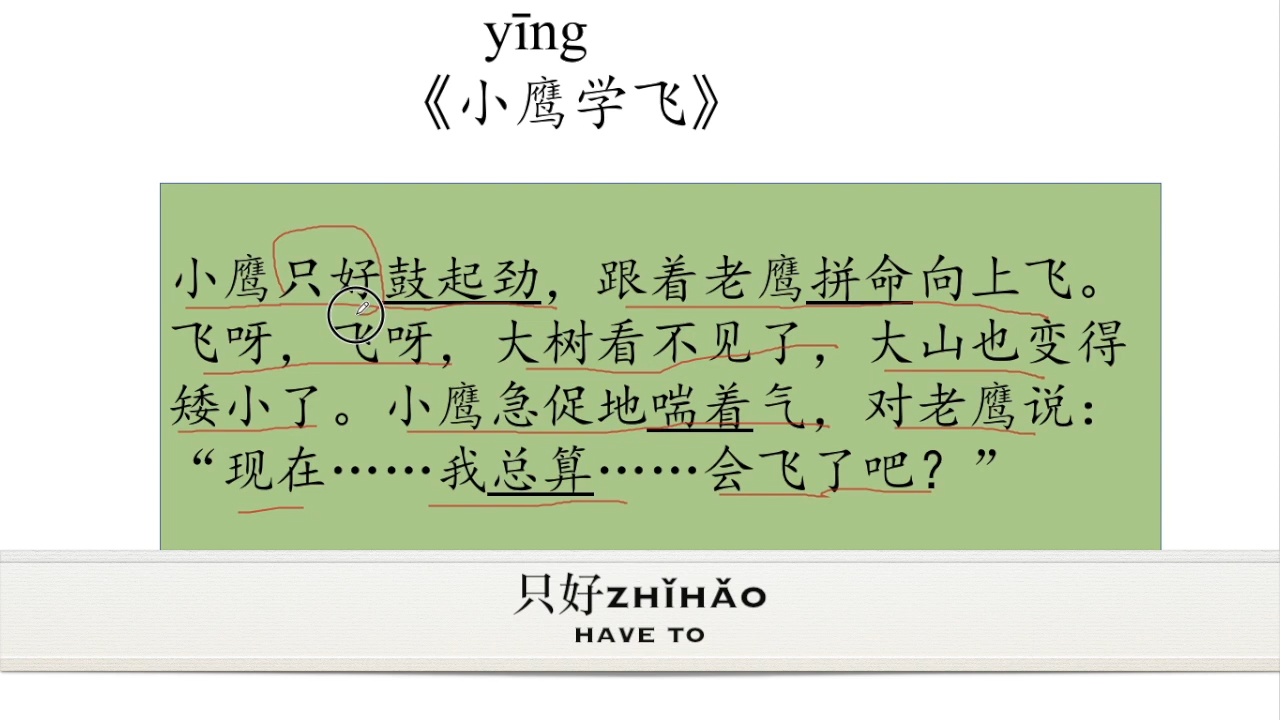 yīng
《小鹰学飞》
小鹰只好鼓起劲，跟着老鹰拼命向上飞。
飞呀，飞呀，大树看不见了，大山也变得
矮小了。小鹰急促地喘着气，对老鹰说：
“现在……我总算……会飞了吧？”
只好ZHǏHǍO
HAVE TO